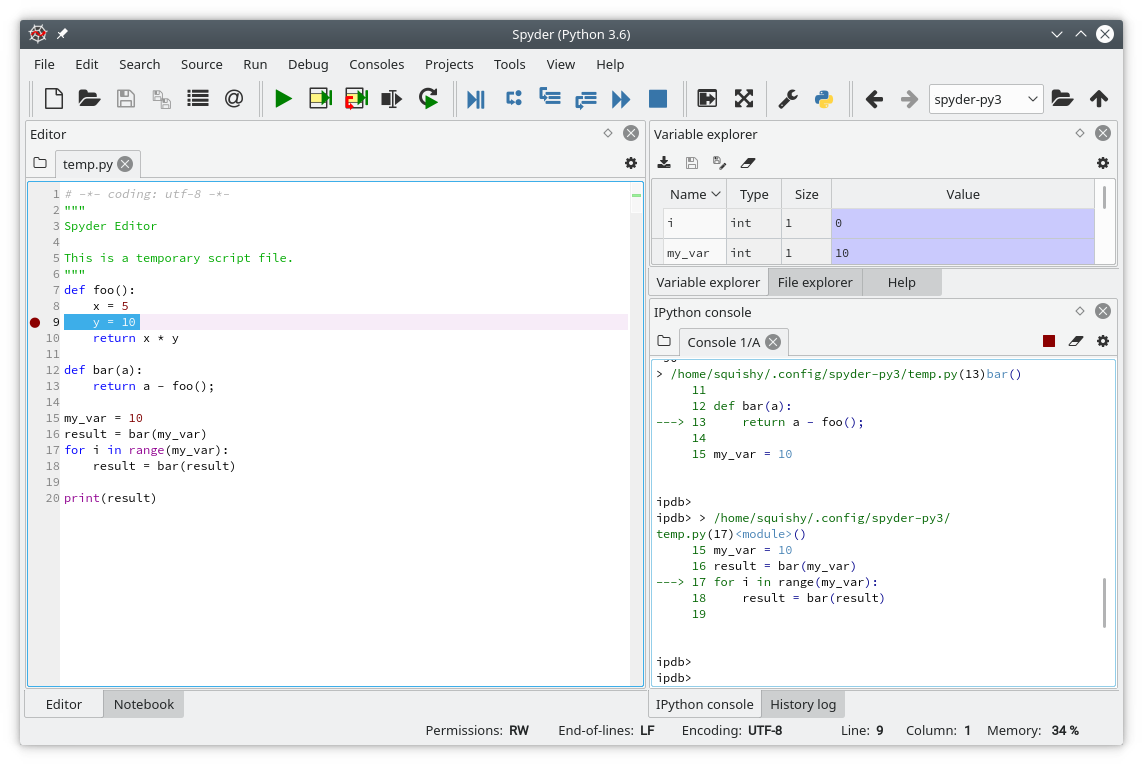 Spyder (Python 3.6)
File Edit Search Source Run Debug Consoles Projects Tools View Help
@ spyder-py3
Editor
temp.py
1 # -*- coding: utf-8 -*-
2 """
3 Spyder Editor
4
5 This is a temporary script file.
6 """
7 def foo():
8     x = 5
9     y = 10
10     return x * y
11
12 def bar(a):
13     return a - foo();
14
15 my_var = 10
16 result = bar(my_var)
17 for i in range(my_var):
18     result = bar(result)
19
20 print(result)
Editor Notebook
Variable explorer
Name Type Size Value
i int 1 0
my_var int 1 10
Variable explorer File explorer Help
IPython console
Console 1/A
> /home/squishy/.config/spyder-py3/temp.py(13)bar()
11
12 def bar(a):
---> 13     return a - foo();
14
15 my_var = 10
ipdb>
ipdb> > /home/squishy/.config/spyder-py3/
temp.py(17)<module>()
15 my_var = 10
16 result = bar(my_var)
---> 17 for i in range(my_var):
18     result = bar(result)
19
ipdb>
ipdb>
IPython console History log
Permissions: RW End-of-lines: LF Encoding: UTF-8 Line: 9 Column: 1 Memory: 34 %